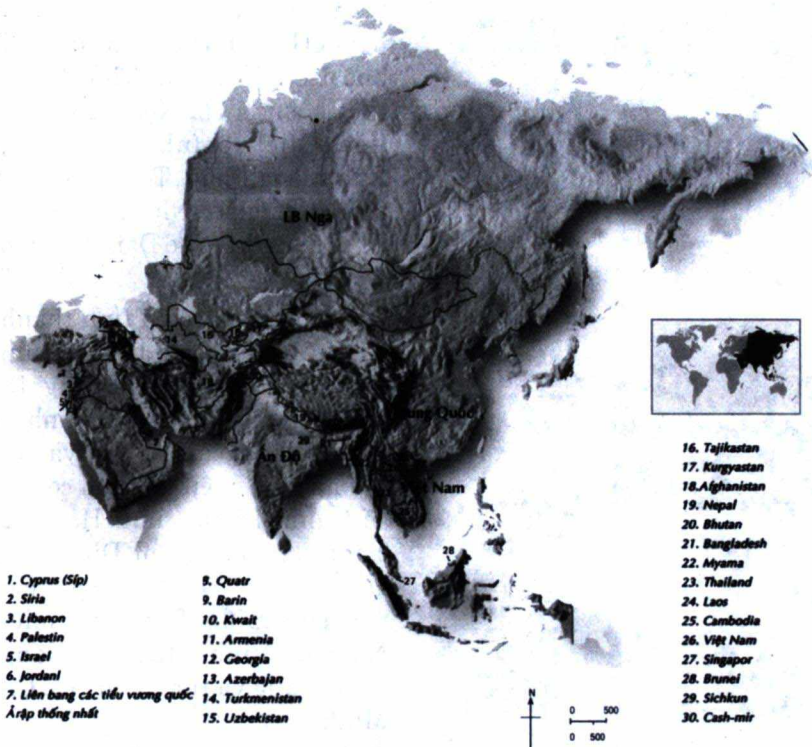 LB Nga
Trung Quốc
Ấn Độ
Nam
28
27
1. Cyprus (Síp)
2. Siria
3. Libanon
4. Palestin
5. Israel
6. Jordani
7. Liên bang các tiểu vương quốc
Ảrập thống nhất
8. Quatr
9. Barin
10. Kwait
11. Armenia
12. Georgia
13. Azerbajan
14. Turkmenistan
15. Uzbekistan
16. Tajikastan
17. Kurgyastan
18.Afghanistan
19. Nepal
20. Bhutan
21. Bangladesh
22. Myama
23. Thailand
24. Laos
25. Cambodia
26. Việt Nam
27. Singapor
28. Brunei
29. Sichkun
30. Cash-mir
N
0 500
0 500